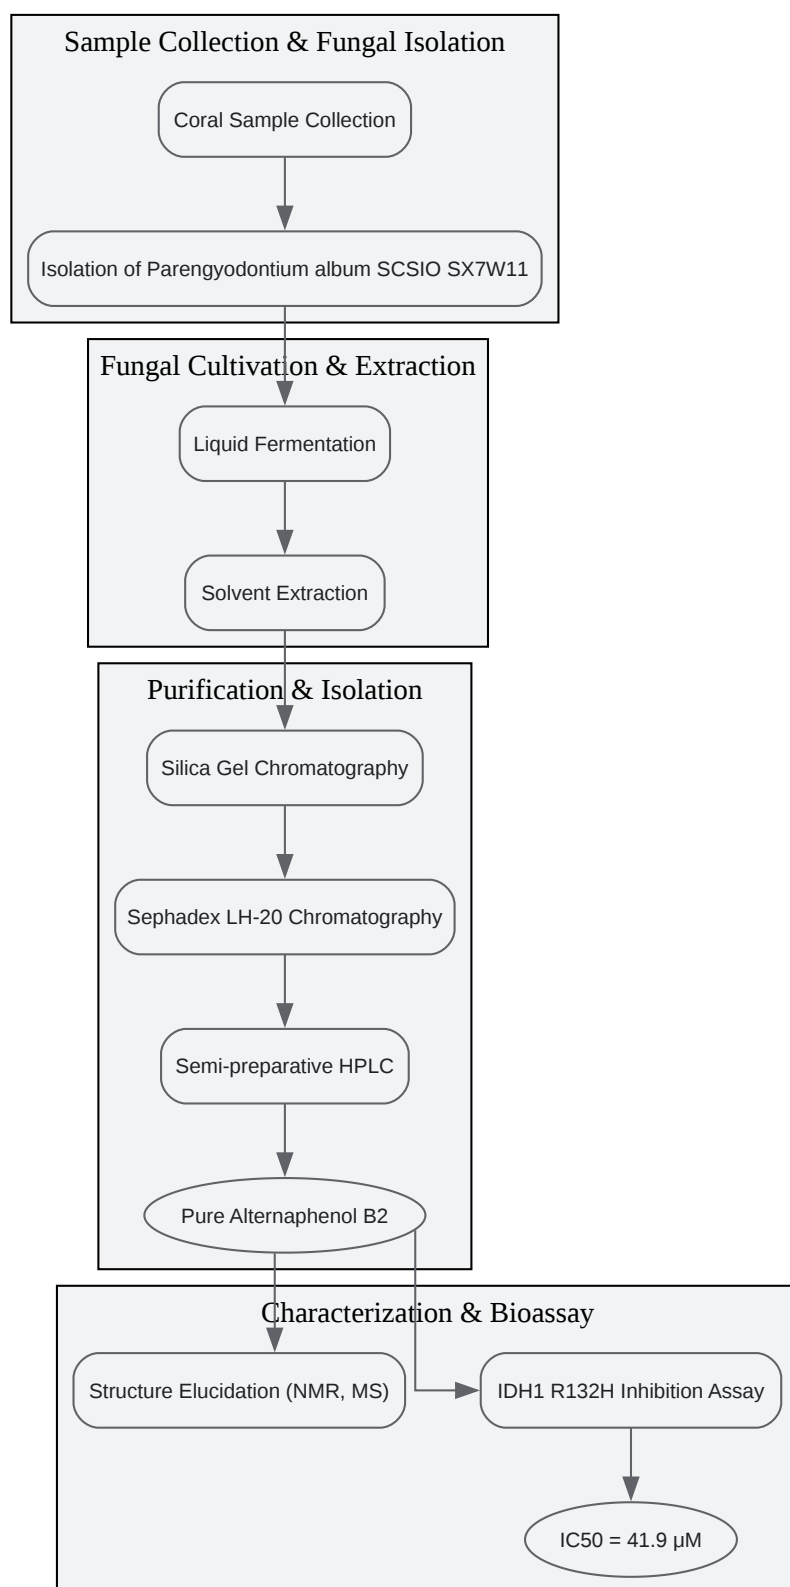 Sample Collection & Fungal Isolation
Coral Sample Collection
Isolation of Parengyodontium album SCSIO SX7W11
Fungal Cultivation & Extraction
Liquid Fermentation
Solvent Extraction
Purification & Isolation
Silica Gel Chromatography
Sephadex LH-20 Chromatography
Semi-preparative HPLC
Pure Alternaphenol B2
Characterization & Bioassay
Structure Elucidation (NMR, MS)
IDH1 R132H Inhibition Assay
IC50 = 41.9 μM